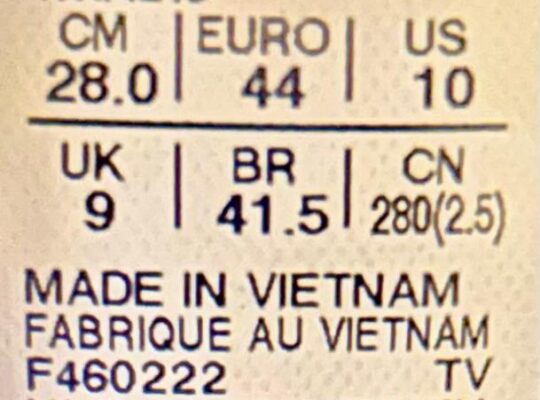 CM | EURO | US
28.0 | 44 | 10
UK | BR | CN
9 | 41.5 | 280(2.5)
MADE IN VIETNAM
FABRIQUE AU VIETNAM
F460222 TV